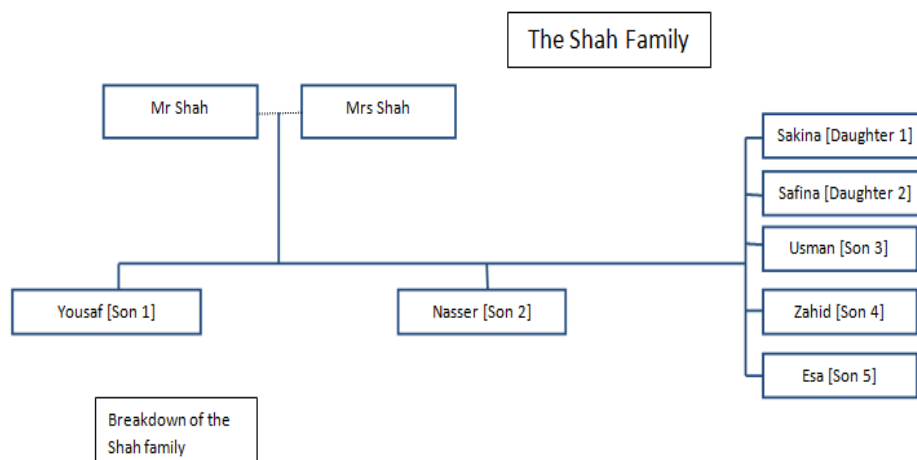 The Shah Family
Mr Shah
Mrs Shah
Sakina [Daughter 1]
Safina [Daughter 2]
Usman [Son 3]
Yousaf [Son 1]
Nasser [Son 2]
Zahid [Son 4]
Esa [Son 5]
Breakdown of the
Shah family